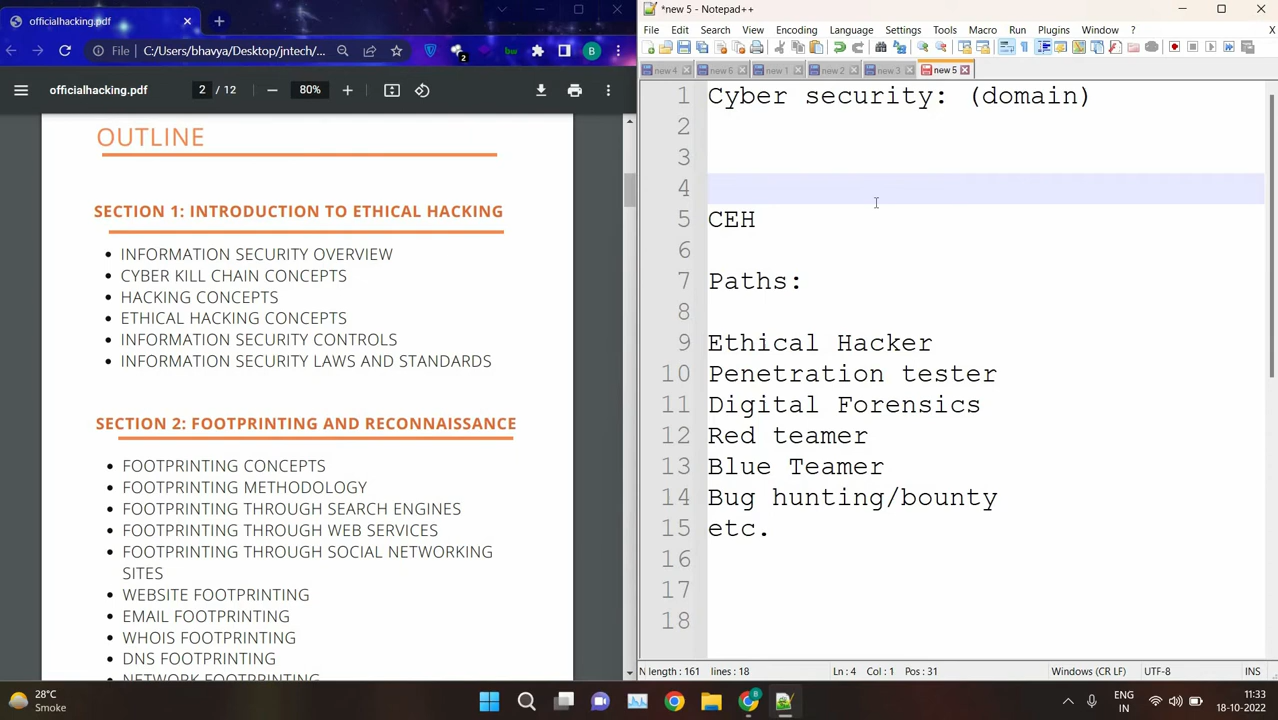 officialhacking.pdf
*new 5 - Notepad++
File C:/Users/bhavya/Desktop/jntech/...
2
B
File Edit Search View Encoding Language Settings Tools Macro Run Plugins Window ?
X
new 4 new 6 new 1 new 2 new 3 new 5
officialhacking.pdf 2 / 12 80%
OUTLINE
SECTION 1: INTRODUCTION TO ETHICAL HACKING
• INFORMATION SECURITY OVERVIEW
• CYBER KILL CHAIN CONCEPTS
• HACKING CONCEPTS
• ETHICAL HACKING CONCEPTS
• INFORMATION SECURITY CONTROLS
• INFORMATION SECURITY LAWS AND STANDARDS
SECTION 2: FOOTPRINTING AND RECONNAISSANCE
• FOOTPRINTING CONCEPTS
• FOOTPRINTING METHODOLOGY
• FOOTPRINTING THROUGH SEARCH ENGINES
• FOOTPRINTING THROUGH WEB SERVICES
• FOOTPRINTING THROUGH SOCIAL NETWORKING
SITES
• WEBSITE FOOTPRINTING
• EMAIL FOOTPRINTING
• WHOIS FOOTPRINTING
• DNS FOOTPRINTING
• NETWORK FOOTPRINTING
1 Cyber security: (domain)
2
3
4
5 CEH
6
7 Paths:
8
9 Ethical Hacker
10 Penetration tester
11 Digital Forensics
12 Red teamer
13 Blue Teamer
14 Bug hunting/bounty
15 etc.
16
17
18
N length : 161 lines : 18 Ln : 4 Col : 1 Pos : 31 Windows (CR LF) UTF-8 INS
28°C
Smoke
ENG
IN
11:33
18-10-2022